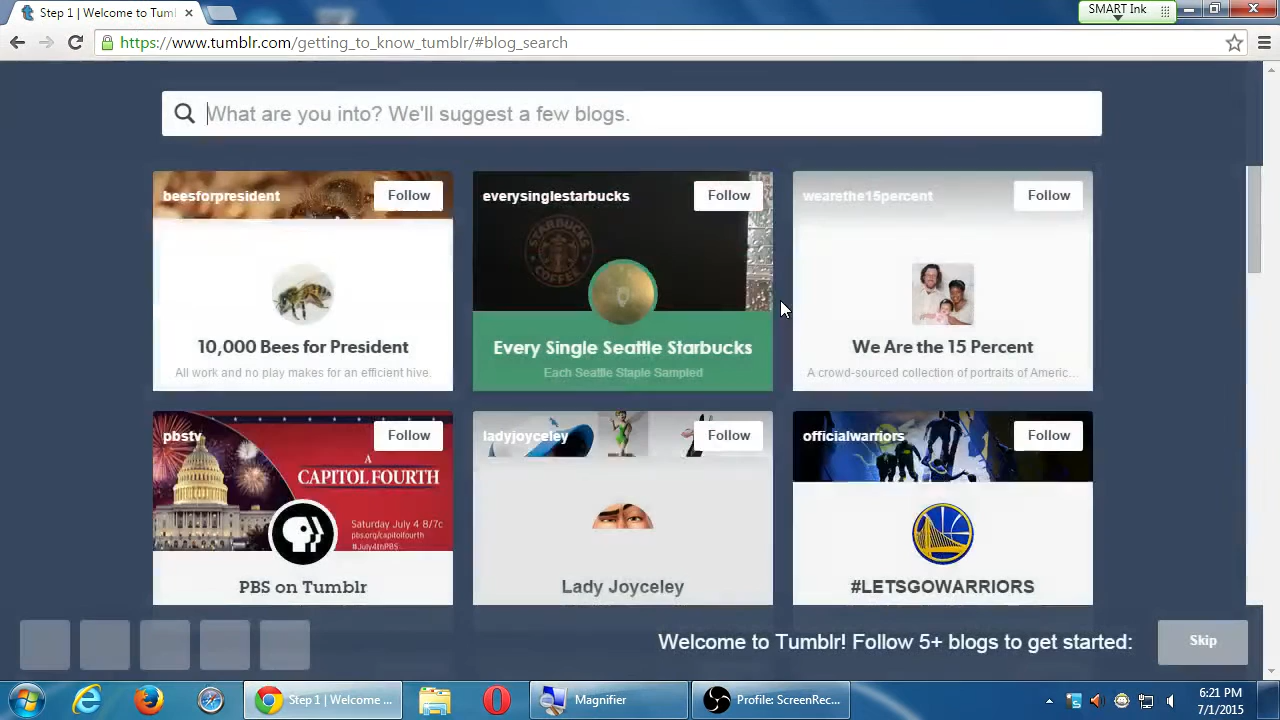 Step 1 | Welcome to Tuml
SMART Ink
https://www.tumblr.com/getting_to_know_tumblr/#blog_search
What are you into? We'll suggest a few blogs.
beesforpresident
Follow
everysinglestarbucks
Follow
wearethe15percent
Follow
STARBUCKS
COFFEE
10,000 Bees for President
Every Single Seattle Starbucks
We Are the 15 Percent
All work and no play makes for an efficient hive.
Each Seattle Staple Sampled
A crowd-sourced collection of portraits of Americ...
pbstv
Follow
ladyjoyceley
Follow
officialwarriors
Follow
A
CAPITOL FOURTH
Saturday July 4 8/7c
pbs.org/capitolfourth
#July4thPBS
PBS on Tumblr
Lady Joyceley
#LETSGOWARRIORS
Welcome to Tumblr! Follow 5+ blogs to get started:
Skip
Step 1 | Welcome ...
Magnifier
Profile: ScreenRec...
6:21 PM
7/1/2015